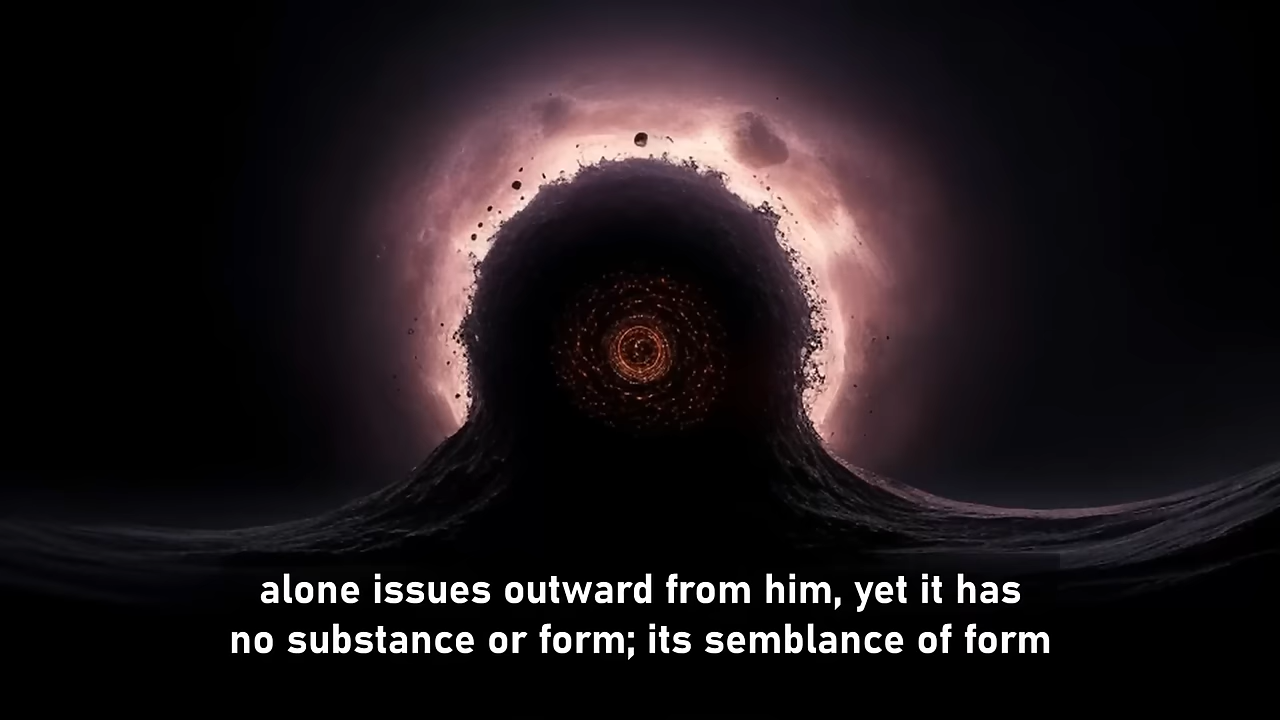 alone issues outward from him, yet it has
no substance or form; its semblance of form